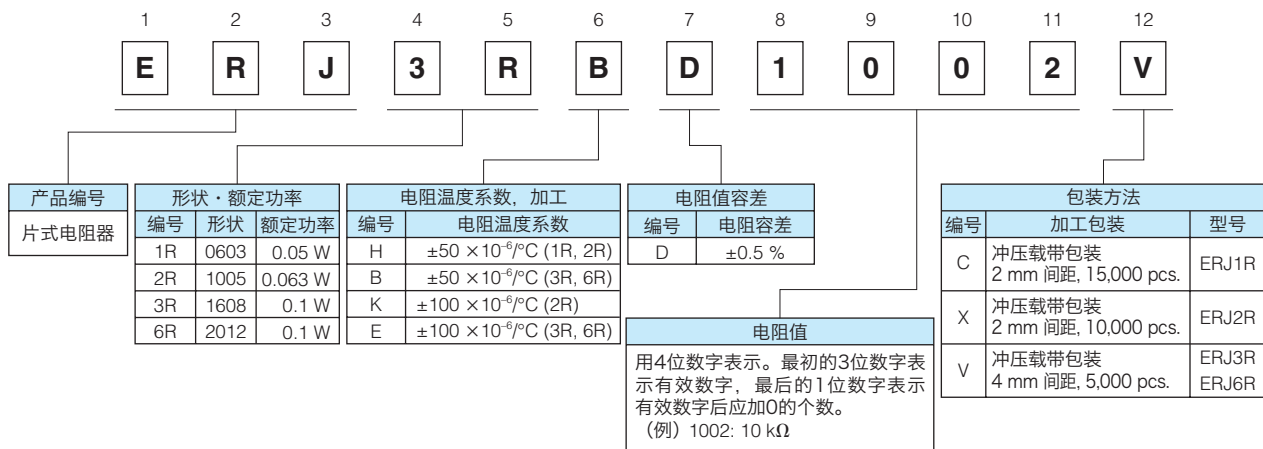 1 2 3 4 5 6 7 8 9 10 11 12
E R J 3 R B D 1 0 0 2 V
产品编号
片式电阻器
形状・额定功率
编号 形状 额定功率
1R 0603 0.05 W
2R 1005 0.063 W
3R 1608 0.1 W
6R 2012 0.1 W
电阻温度系数, 加工
编号 电阻温度系数
H ±50 ×10⁻⁶/°C (1R, 2R)
B ±50 ×10⁻⁶/°C (3R, 6R)
K ±100 ×10⁻⁶/°C (2R)
E ±100 ×10⁻⁶/°C (3R, 6R)
电阻值容差
编号 电阻容差
D ±0.5 %
电阻值
用4位数字表示。最初的3位数字表
示有效数字，最后的1位数字表示
有效数字后应加0的个数。
（例）1002: 10 kΩ
包装方法
编号 加工包装 型号
C 冲压载带包装
2 mm 间距, 15,000 pcs. ERJ1R
X 冲压载带包装
2 mm 间距, 10,000 pcs. ERJ2R
V 冲压载带包装 ERJ3R
4 mm 间距, 5,000 pcs. ERJ6R